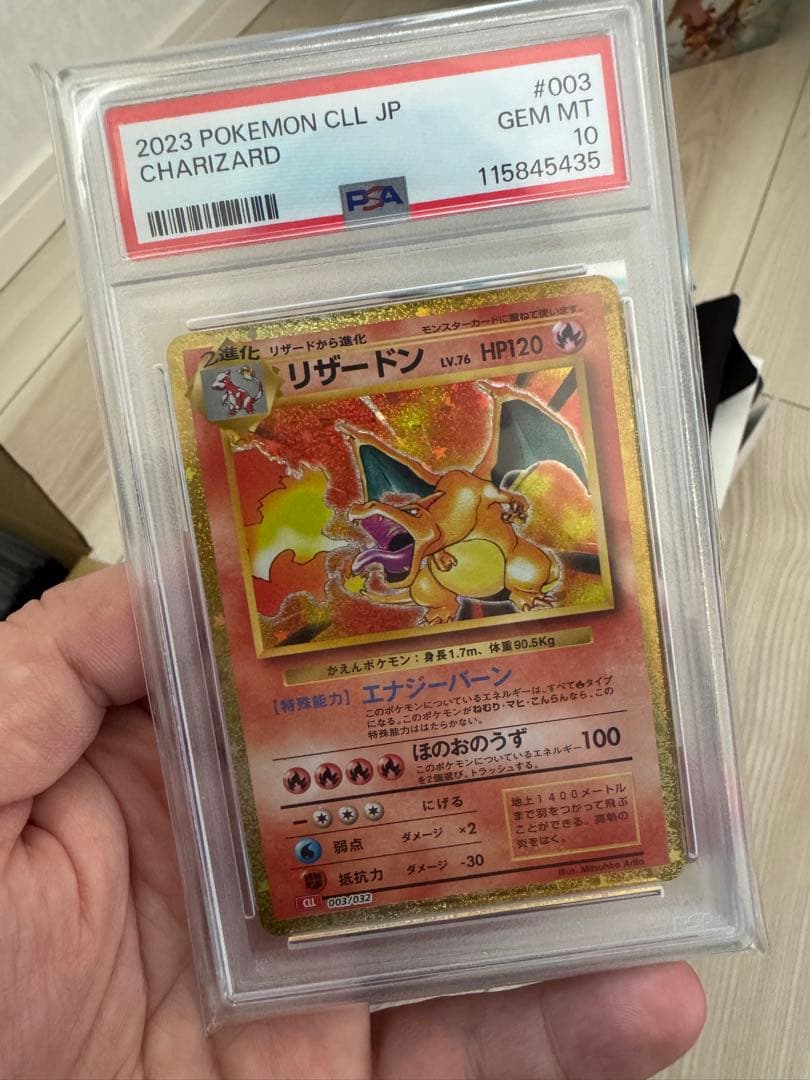 2023 POKEMON CLL JP
#003
CHARIZARD
GEM MT
10
PSA
115845435
2進化
リザードから進化
モンスターカードに重ねて使います。
リザードン
LV.76
HP120
かえんポケモン：身長1.7m、体重90.5Kg
【特殊能力】エナジーバーン
このポケモンについているエネルギーは、すべて🔥タイプ
になる。このポケモンがねむり・マヒ・こんらんなら、この
特殊能力ははたらかない。
ほのおのうず
100
このポケモンについているエネルギー
を2個選び、トラッシュする。
にげる
弱点
ダメージ ×2
抵抗力
ダメージ -30
地上1400メートル
まで羽をつかって飛ぶ
ことができる。高熱の
炎をはく。
Illus. Mitsuhiro Arita
CLL
003/032